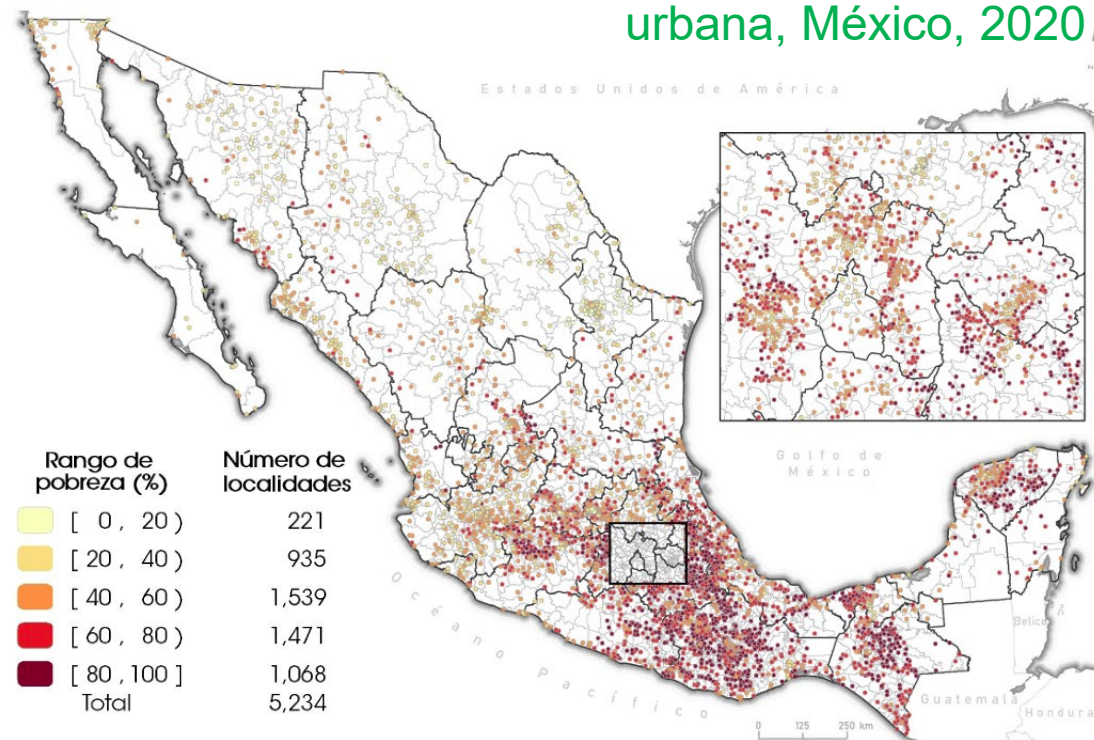 urbana, México, 2020
N
Estados Unidos de América
Golfo de
México
Rango de
pobreza (%)
Número de
localidades
[ 0 , 20 )
221
[ 20 , 40 )
935
[ 40 , 60 )
1,539
[ 60 , 80 )
1,471
[ 80 , 100 ]
1,068
Total
5,234
Océano Pacífico
Belice
Guatemala
Hondura
0 125 250 km